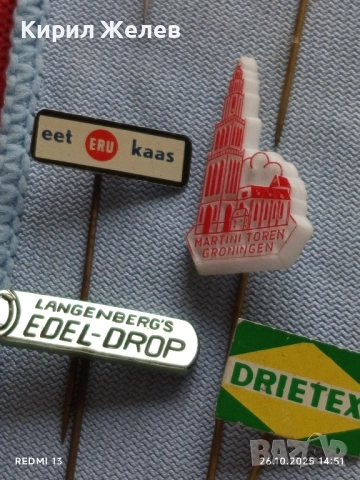 Кирил Желев
eet ERU kaas
MARTINI TOREN
GRONINGEN
LANGENBERG'S
EDEL-DROP
DRIETEX
BAZAR
REDMI 13
26.10.2025 14:51